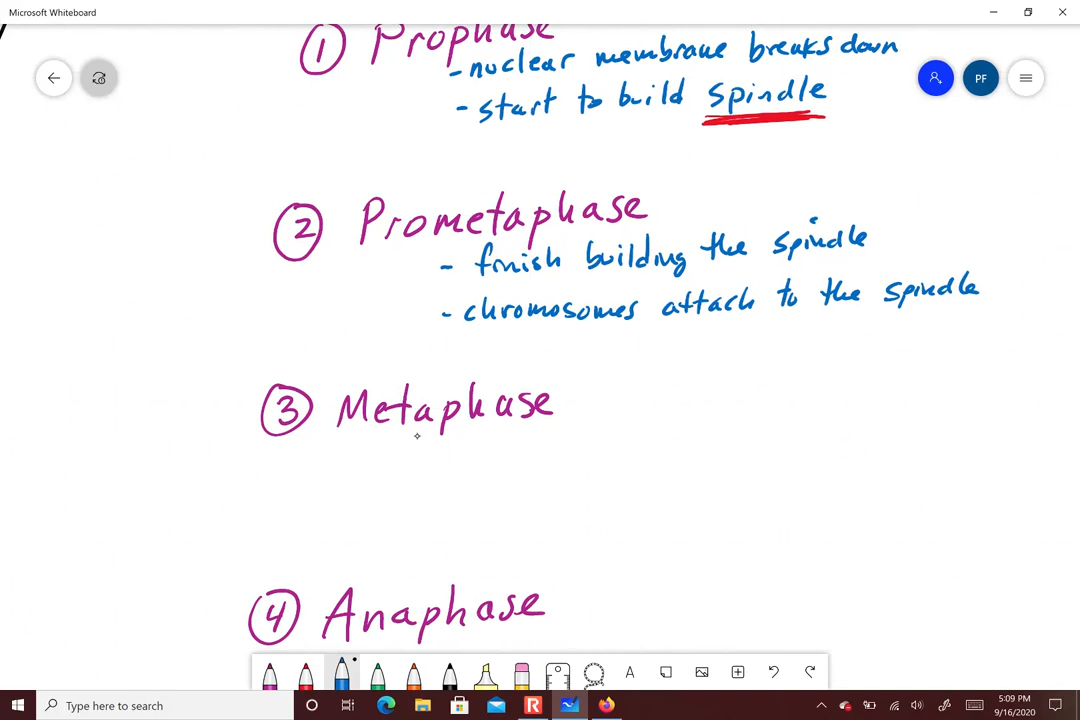 Microsoft Whiteboard
① Prophase
- nuclear membrane breaks down
- start to build spindle
PF
② Prometaphase
- finish building the spindle
- chromosomes attach to the spindle
③ Metaphase
④ Anaphase
A
Type here to search
5:09 PM
9/16/2020